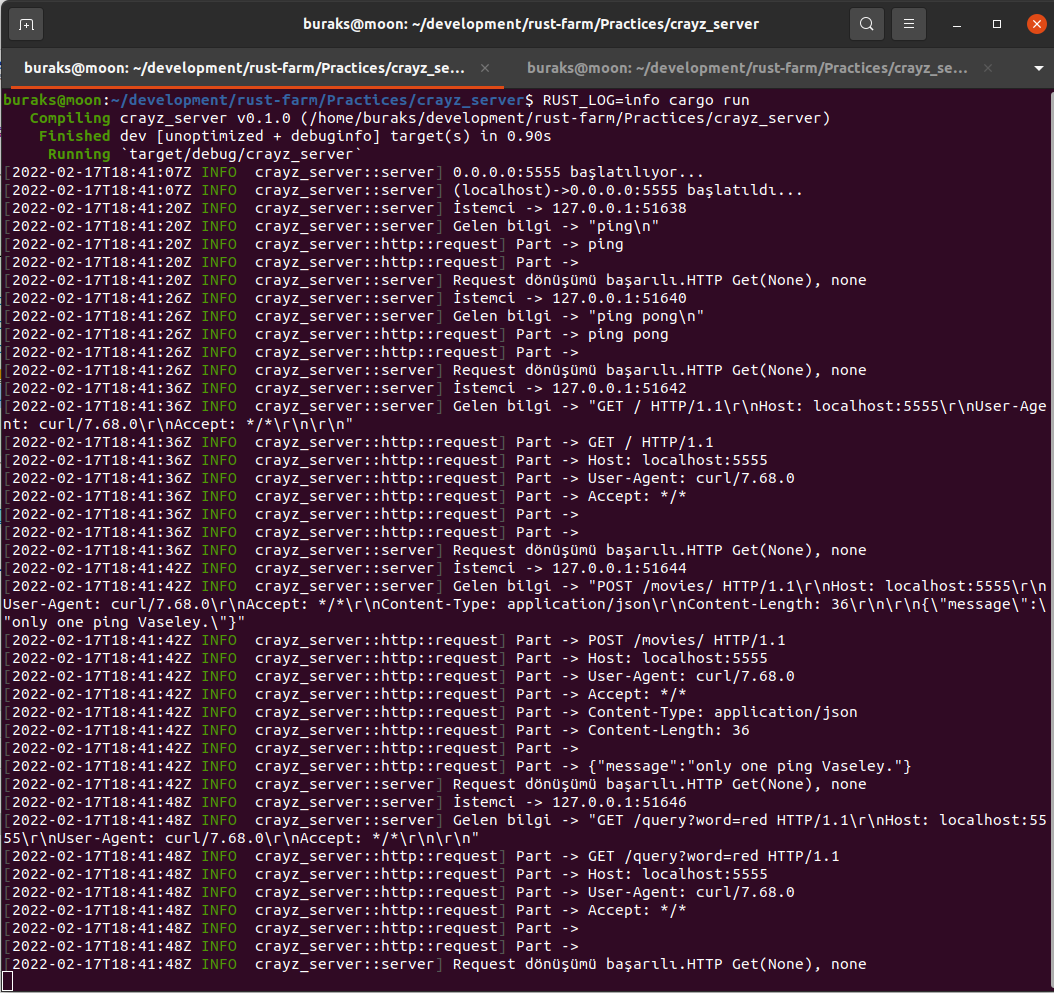 buraks@moon: ~/development/rust-farm/Practices/crayz_server
buraks@moon: ~/development/rust-farm/Practices/crayz_se...
buraks@moon: ~/development/rust-farm/Practices/crayz_se...
buraks@moon:~/development/rust-farm/Practices/crayz_server$ RUST_LOG=info cargo run
Compiling crayz_server v0.1.0 (/home/buraks/development/rust-farm/Practices/crayz_server)
Finished dev [unoptimized + debuginfo] target(s) in 0.90s
Running `target/debug/crayz_server`
[2022-02-17T18:41:07Z INFO  crayz_server::server] 0.0.0.0:5555 başlatılıyor...
[2022-02-17T18:41:07Z INFO  crayz_server::server] (localhost)->0.0.0.0:5555 başlatıldı...
[2022-02-17T18:41:20Z INFO  crayz_server::server] İstemci -> 127.0.0.1:51638
[2022-02-17T18:41:20Z INFO  crayz_server::server] Gelen bilgi -> "ping\n"
[2022-02-17T18:41:20Z INFO  crayz_server::http::request] Part -> ping
[2022-02-17T18:41:20Z INFO  crayz_server::http::request] Part ->
[2022-02-17T18:41:20Z INFO  crayz_server::server] Request dönüşümü başarılı.HTTP Get(None), none
[2022-02-17T18:41:26Z INFO  crayz_server::server] İstemci -> 127.0.0.1:51640
[2022-02-17T18:41:26Z INFO  crayz_server::server] Gelen bilgi -> "ping pong\n"
[2022-02-17T18:41:26Z INFO  crayz_server::http::request] Part -> ping pong
[2022-02-17T18:41:26Z INFO  crayz_server::http::request] Part ->
[2022-02-17T18:41:26Z INFO  crayz_server::server] Request dönüşümü başarılı.HTTP Get(None), none
[2022-02-17T18:41:36Z INFO  crayz_server::server] İstemci -> 127.0.0.1:51642
[2022-02-17T18:41:36Z INFO  crayz_server::server] Gelen bilgi -> "GET / HTTP/1.1\r\nHost: localhost:5555\r\nUser-Age
nt: curl/7.68.0\r\nAccept: */*\r\n\r\n"
[2022-02-17T18:41:36Z INFO  crayz_server::http::request] Part -> GET / HTTP/1.1
[2022-02-17T18:41:36Z INFO  crayz_server::http::request] Part -> Host: localhost:5555
[2022-02-17T18:41:36Z INFO  crayz_server::http::request] Part -> User-Agent: curl/7.68.0
[2022-02-17T18:41:36Z INFO  crayz_server::http::request] Part -> Accept: */*
[2022-02-17T18:41:36Z INFO  crayz_server::http::request] Part ->
[2022-02-17T18:41:36Z INFO  crayz_server::http::request] Part ->
[2022-02-17T18:41:36Z INFO  crayz_server::server] Request dönüşümü başarılı.HTTP Get(None), none
[2022-02-17T18:41:42Z INFO  crayz_server::server] İstemci -> 127.0.0.1:51644
[2022-02-17T18:41:42Z INFO  crayz_server::server] Gelen bilgi -> "POST /movies/ HTTP/1.1\r\nHost: localhost:5555\r\n
User-Agent: curl/7.68.0\r\nAccept: */*\r\nContent-Type: application/json\r\nContent-Length: 36\r\n\r\n{\"message\":\
"only one ping Vaseley.\"}"
[2022-02-17T18:41:42Z INFO  crayz_server::http::request] Part -> POST /movies/ HTTP/1.1
[2022-02-17T18:41:42Z INFO  crayz_server::http::request] Part -> Host: localhost:5555
[2022-02-17T18:41:42Z INFO  crayz_server::http::request] Part -> User-Agent: curl/7.68.0
[2022-02-17T18:41:42Z INFO  crayz_server::http::request] Part -> Accept: */*
[2022-02-17T18:41:42Z INFO  crayz_server::http::request] Part -> Content-Type: application/json
[2022-02-17T18:41:42Z INFO  crayz_server::http::request] Part -> Content-Length: 36
[2022-02-17T18:41:42Z INFO  crayz_server::http::request] Part ->
[2022-02-17T18:41:42Z INFO  crayz_server::http::request] Part -> {"message":"only one ping Vaseley."}
[2022-02-17T18:41:42Z INFO  crayz_server::server] Request dönüşümü başarılı.HTTP Get(None), none
[2022-02-17T18:41:48Z INFO  crayz_server::server] İstemci -> 127.0.0.1:51646
[2022-02-17T18:41:48Z INFO  crayz_server::server] Gelen bilgi -> "GET /query?word=red HTTP/1.1\r\nHost: localhost:55
55\r\nUser-Agent: curl/7.68.0\r\nAccept: */*\r\n\r\n"
[2022-02-17T18:41:48Z INFO  crayz_server::http::request] Part -> GET /query?word=red HTTP/1.1
[2022-02-17T18:41:48Z INFO  crayz_server::http::request] Part -> Host: localhost:5555
[2022-02-17T18:41:48Z INFO  crayz_server::http::request] Part -> User-Agent: curl/7.68.0
[2022-02-17T18:41:48Z INFO  crayz_server::http::request] Part -> Accept: */*
[2022-02-17T18:41:48Z INFO  crayz_server::http::request] Part ->
[2022-02-17T18:41:48Z INFO  crayz_server::http::request] Part ->
[2022-02-17T18:41:48Z INFO  crayz_server::server] Request dönüşümü başarılı.HTTP Get(None), none